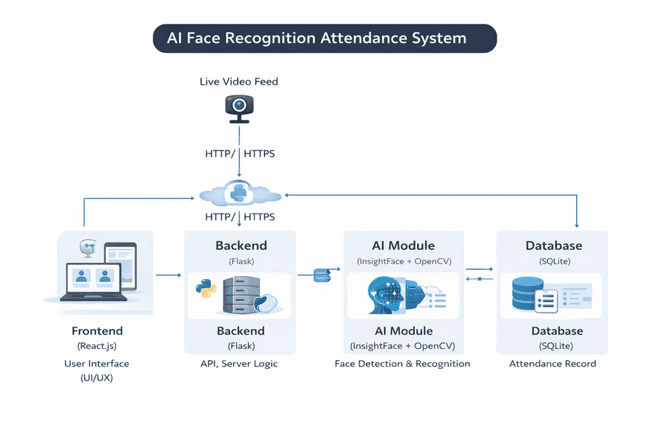 AI Face Recognition Attendance System
Live Video Feed
HTTP/ HTTPS
HTTP/ HTTPS
Backend
(Flask)
AI Module
(InsightFace + OpenCV)
Database
(SQLite)
Frontend
(React.js)
User Interface
(UI/UX)
Backend
(Flask)
API, Server Logic
AI Module
(InsightFace + OpenCV)
Face Detection & Recognition
Database
(SQLite)
Attendance Record